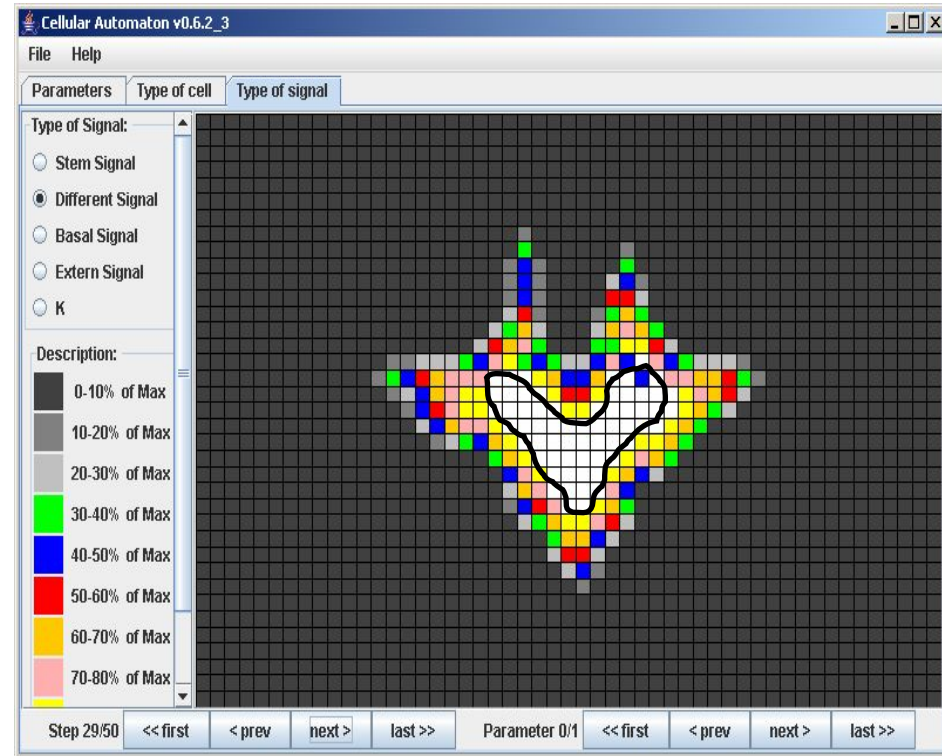 Cellular Automaton v0.6.2_3
File Help
Parameters Type of cell Type of signal
Type of Signal:
Stem Signal
Different Signal
Basal Signal
Extern Signal
K
Description:
0-10% of Max
10-20% of Max
20-30% of Max
30-40% of Max
40-50% of Max
50-60% of Max
60-70% of Max
70-80% of Max
Step 29/50 << first < prev next > last >> Parameter 0/1 << first < prev next > last >>